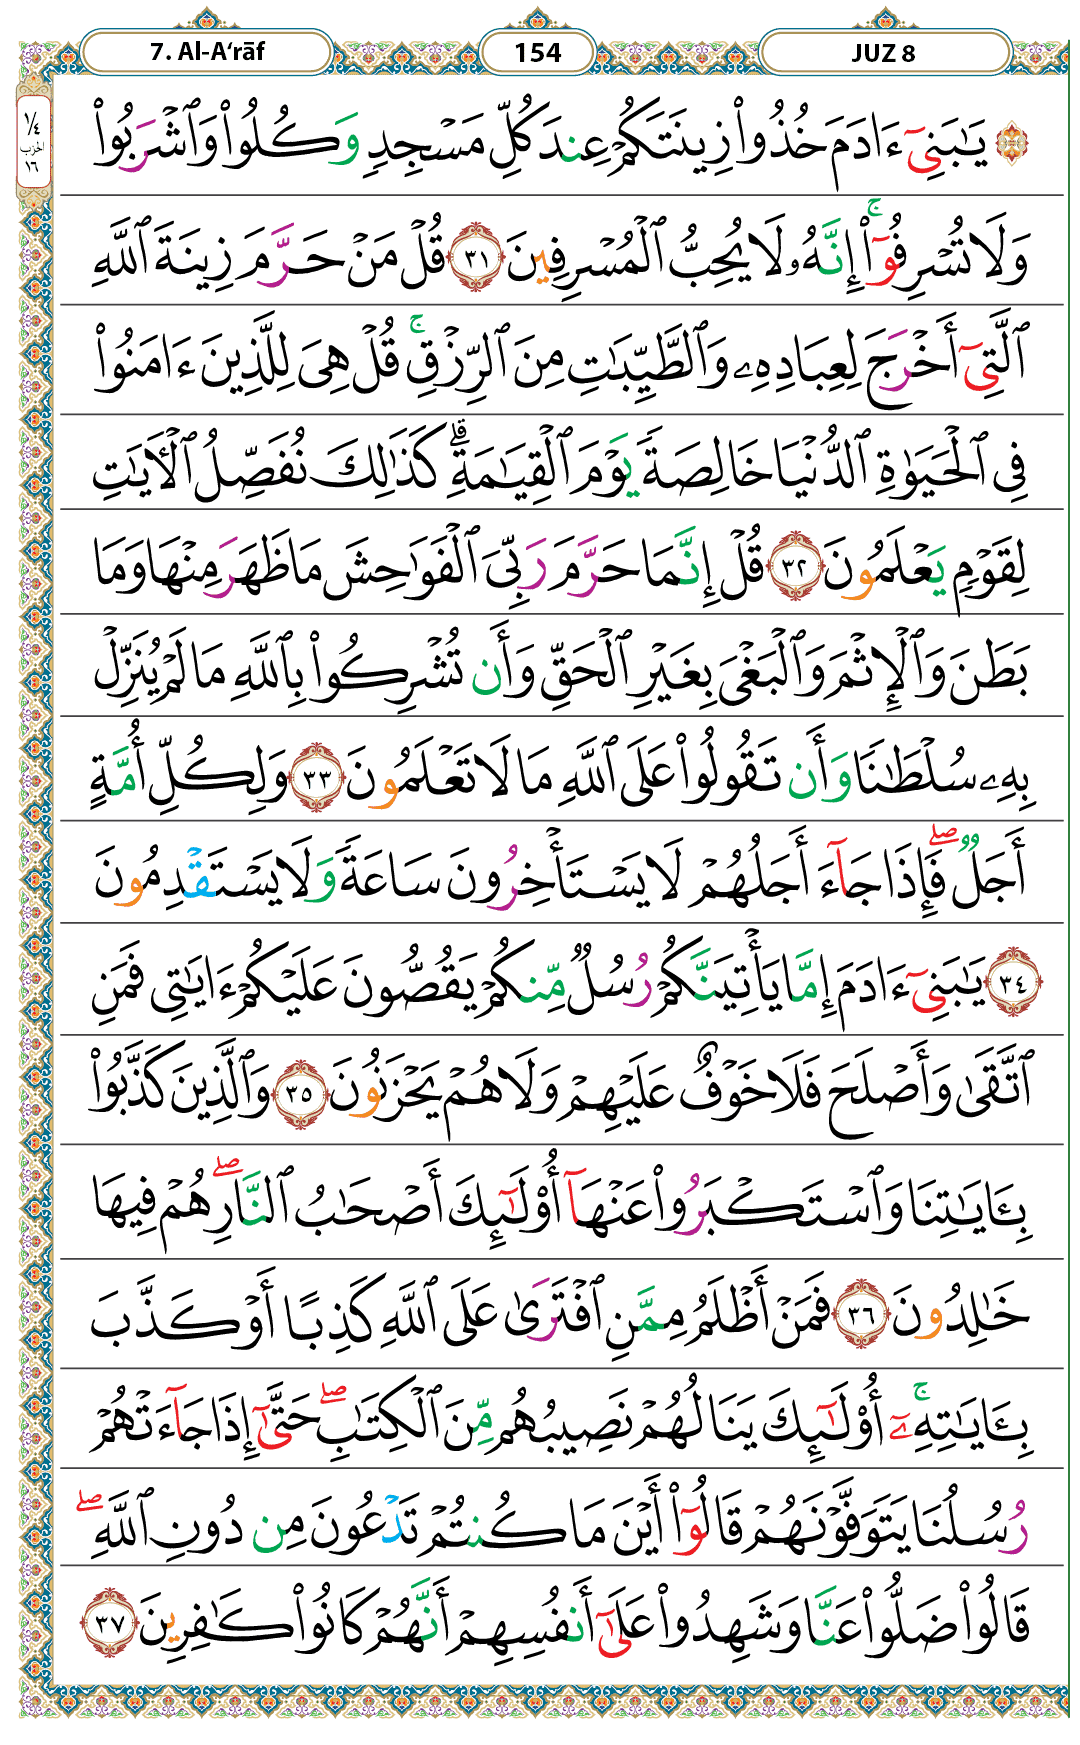 7. Al-A‘rāf
154
JUZ 8
١/٤
الحزب
١٦
۞ يَـٰبَنِىٓ ءَادَمَ خُذُوا۟ زِينَتَكُمْ عِندَ كُلِّ مَسْجِدٍ وَكُلُوا۟ وَٱشْرَبُوا۟
وَلَا تُسْرِفُوٓا۟ ۚ إِنَّهُۥ لَا يُحِبُّ ٱلْمُسْرِفِينَ ٣١ قُلْ مَنْ حَرَّمَ زِينَةَ ٱللَّهِ
ٱلَّتِىٓ أَخْرَجَ لِعِبَادِهِۦ وَٱلطَّيِّبَـٰتِ مِنَ ٱلرِّزْقِ ۚ قُلْ هِىَ لِلَّذِينَ ءَامَنُوا۟
فِى ٱلْحَيَوٰةِ ٱلدُّنْيَا خَالِصَةً يَوْمَ ٱلْقِيَـٰمَةِ ۗ كَذَٰلِكَ نُفَصِّلُ ٱلْـَٔايَـٰتِ
لِقَوْمٍ يَعْلَمُونَ ٣٢ قُلْ إِنَّمَا حَرَّمَ رَبِّىَ ٱلْفَوَٰحِشَ مَا ظَهَرَ مِنْهَا وَمَا
بَطَنَ وَٱلْإِثْمَ وَٱلْبَغْىَ بِغَيْرِ ٱلْحَقِّ وَأَن تُشْرِكُوا۟ بِٱللَّهِ مَا لَمْ يُنَزِّلْ
بِهِۦ سُلْطَـٰنًا وَأَن تَقُولُوا۟ عَلَى ٱللَّهِ مَا لَا تَعْلَمُونَ ٣٣ وَلِكُلِّ أُمَّةٍ
أَجَلٌ ۖ فَإِذَا جَآءَ أَجَلُهُمْ لَا يَسْتَأْخِرُونَ سَاعَةً وَلَا يَسْتَقْدِمُونَ
٣٤ يَـٰبَنِىٓ ءَادَمَ إِمَّا يَأْتِيَنَّكُمْ رُسُلٌ مِّنكُمْ يَقُصُّونَ عَلَيْكُمْ ءَايَـٰتِى فَمَنِ
ٱتَّقَىٰ وَأَصْلَحَ فَلَا خَوْفٌ عَلَيْهِمْ وَلَا هُمْ يَحْزَنُونَ ٣٥ وَٱلَّذِينَ كَذَّبُوا۟
بِـَٔايَـٰتِنَا وَٱسْتَكْبَرُوا۟ عَنْهَآ أُو۟لَـٰٓئِكَ أَصْحَـٰبُ ٱلنَّارِ ۖ هُمْ فِيهَا
خَـٰلِدُونَ ٣٦ فَمَنْ أَظْلَمُ مِمَّنِ ٱفْتَرَىٰ عَلَى ٱللَّهِ كَذِبًا أَوْ كَذَّبَ
بِـَٔايَـٰتِهِۦٓ ۚ أُو۟لَـٰٓئِكَ يَنَالُهُمْ نَصِيبُهُم مِّنَ ٱلْكِتَـٰبِ ۖ حَتَّىٰٓ إِذَا جَآءَتْهُمْ
رُسُلُنَا يَتَوَفَّوْنَهُمْ قَالُوٓا۟ أَيْنَ مَا كُنتُمْ تَدْعُونَ مِن دُونِ ٱللَّهِ ۖ
قَالُوا۟ ضَلُّوا۟ عَنَّا وَشَهِدُوا۟ عَلَىٰٓ أَنفُسِهِمْ أَنَّهُمْ كَانُوا۟ كَـٰفِرِينَ ٣٧